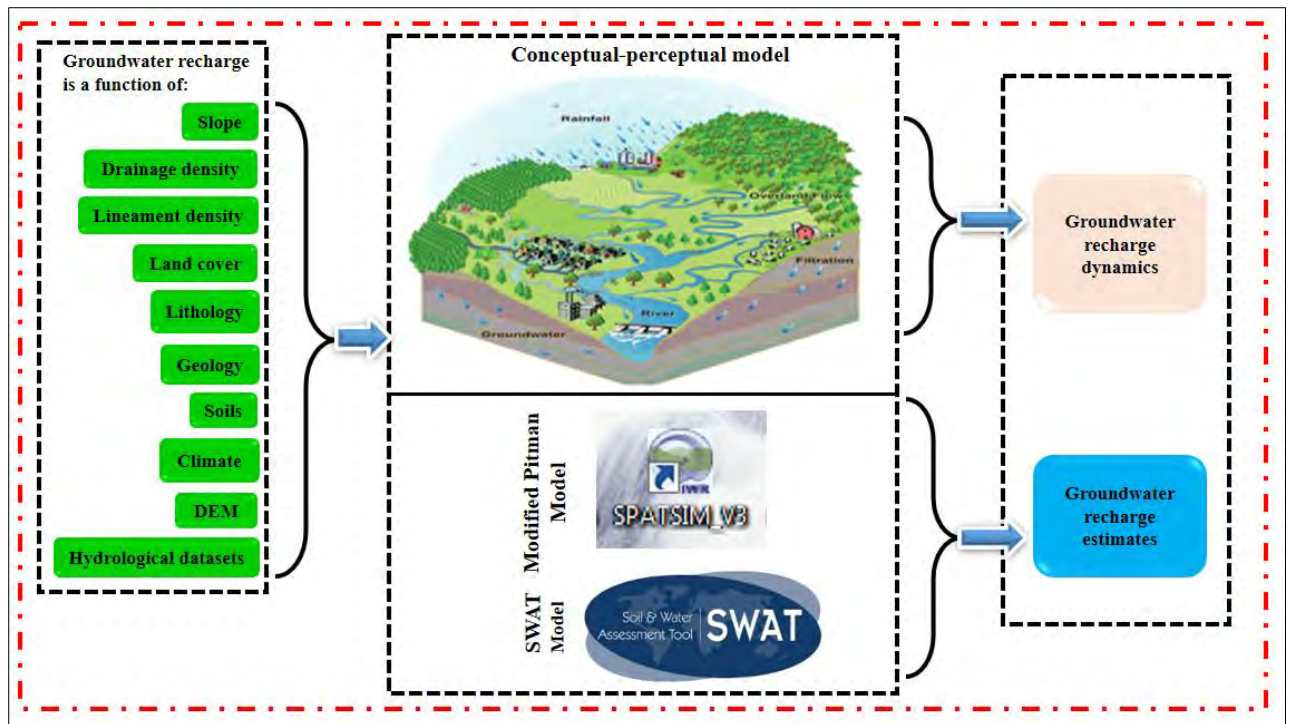 Groundwater recharge
is a function of:
Slope
Drainage density
Lineament density
Land cover
Lithology
Geology
Soils
Climate
DEM
Hydrological datasets
Conceptual-perceptual model
Rainfall
Overland Flow
Filtration
River
Groundwater
Modified Pitman
Model
IWR
SPATSIM_V3
SWAT
Model
Soil & Water
Assessment Tool
SWAT
Groundwater
recharge
dynamics
Groundwater
recharge
estimates